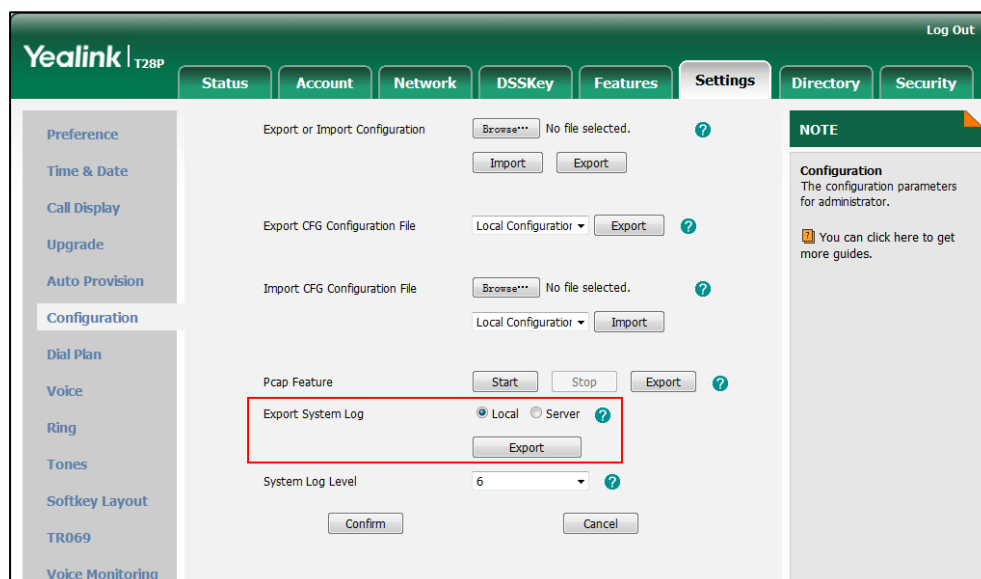 Log Out
Yealink | T28P
Status Account Network DSSKey Features Settings Directory Security
Preference
Time & Date
Call Display
Upgrade
Auto Provision
Configuration
Dial Plan
Voice
Ring
Tones
Softkey Layout
TR069
Voice Monitoring
Export or Import Configuration Browse... No file selected. ?
Import Export
Export CFG Configuration File Local Configuration Export ?
Import CFG Configuration File Browse... No file selected. ?
Local Configuration Import
Pcap Feature Start Stop Export ?
Export System Log Local Server ?
Export
System Log Level 6 ?
Confirm Cancel
NOTE
Configuration
The configuration parameters
for administrator.
? You can click here to get
more guides.